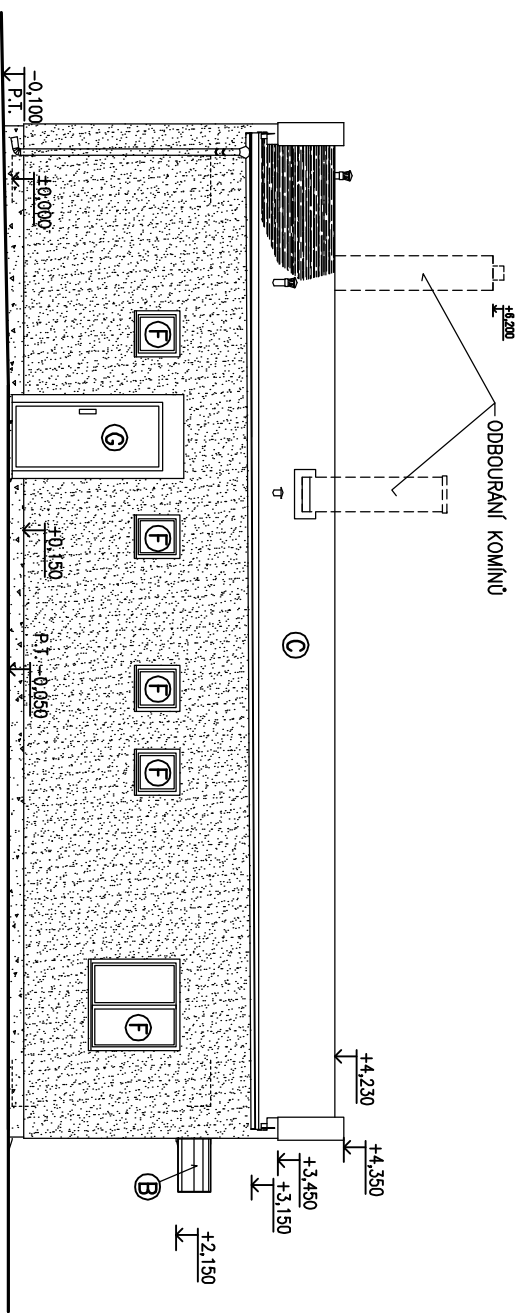 +6,200
ODBOURÁNÍ KOMÍNŮ
+4,230
+4,350
+3,450
+3,150
+2,150
C
B
F
G
F
F
F
F
-0,100
P.T.
±0,000
+0,150
P.T. -0,050